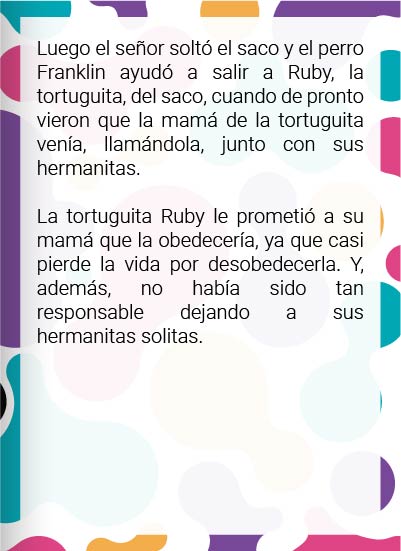 Luego el señor soltó el saco y el perro
Franklin ayudó a salir a Ruby, la
tortuguita, del saco, cuando de pronto
vieron que la mamá de la tortuguita
venía, llamándola, junto con sus
hermanitas.
La tortuguita Ruby le prometió a su
mamá que la obedecería, ya que casi
pierde la vida por desobedecerla. Y,
además, no había sido tan
responsable dejando a sus
hermanitas solitas.